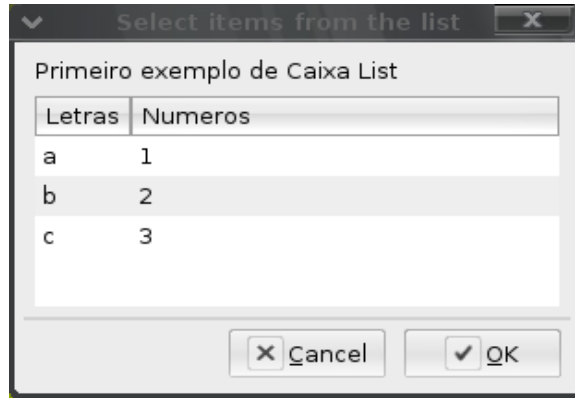 Select items from the list
Primeiro exemplo de Caixa List
Letras Numeros
a 1
b 2
c 3
Cancel OK